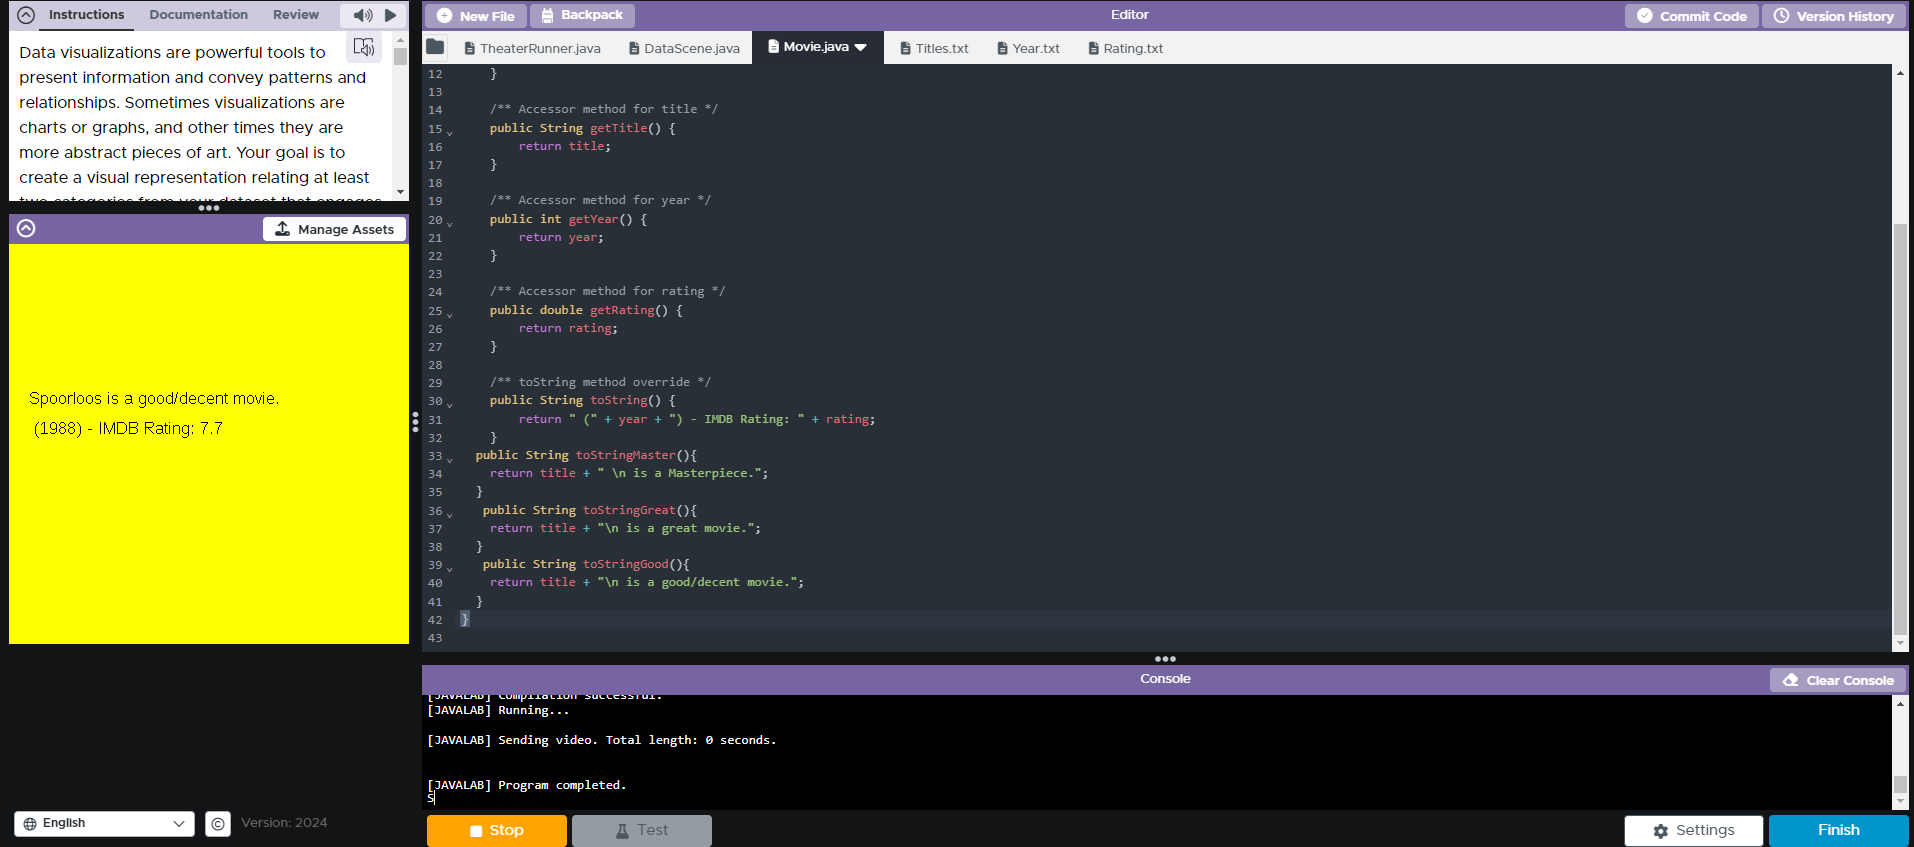 Instructions Documentation Review
Data visualizations are powerful tools to
present information and convey patterns and
relationships. Sometimes visualizations are
charts or graphs, and other times they are
more abstract pieces of art. Your goal is to
create a visual representation relating at least
two categories from your dataset that engages
Manage Assets
Spoorloos is a good/decent movie.
(1988) - IMDB Rating: 7.7
English
Version: 2024
New File Backpack Editor Commit Code Version History
TheaterRunner.java DataScene.java Movie.java Titles.txt Year.txt Rating.txt
12 }
13
14 /** Accessor method for title */
15 public String getTitle() {
16 return title;
17 }
18
19 /** Accessor method for year */
20 public int getYear() {
21 return year;
22 }
23
24 /** Accessor method for rating */
25 public double getRating() {
26 return rating;
27 }
28
29 /** toString method override */
30 public String toString() {
31 return " (" + year + ") - IMDB Rating: " + rating;
32 }
33 public String toStringMaster(){
34 return title + " \n is a Masterpiece.";
35 }
36 public String toStringGreat(){
37 return title + "\n is a great movie.";
38 }
39 public String toStringGood(){
40 return title + "\n is a good/decent movie.";
41 }
42 }
43
Console Clear Console
[JAVALAB] Compilation successful.
[JAVALAB] Running...
[JAVALAB] Sending video. Total length: 0 seconds.
[JAVALAB] Program completed.
S
Stop Test Settings Finish